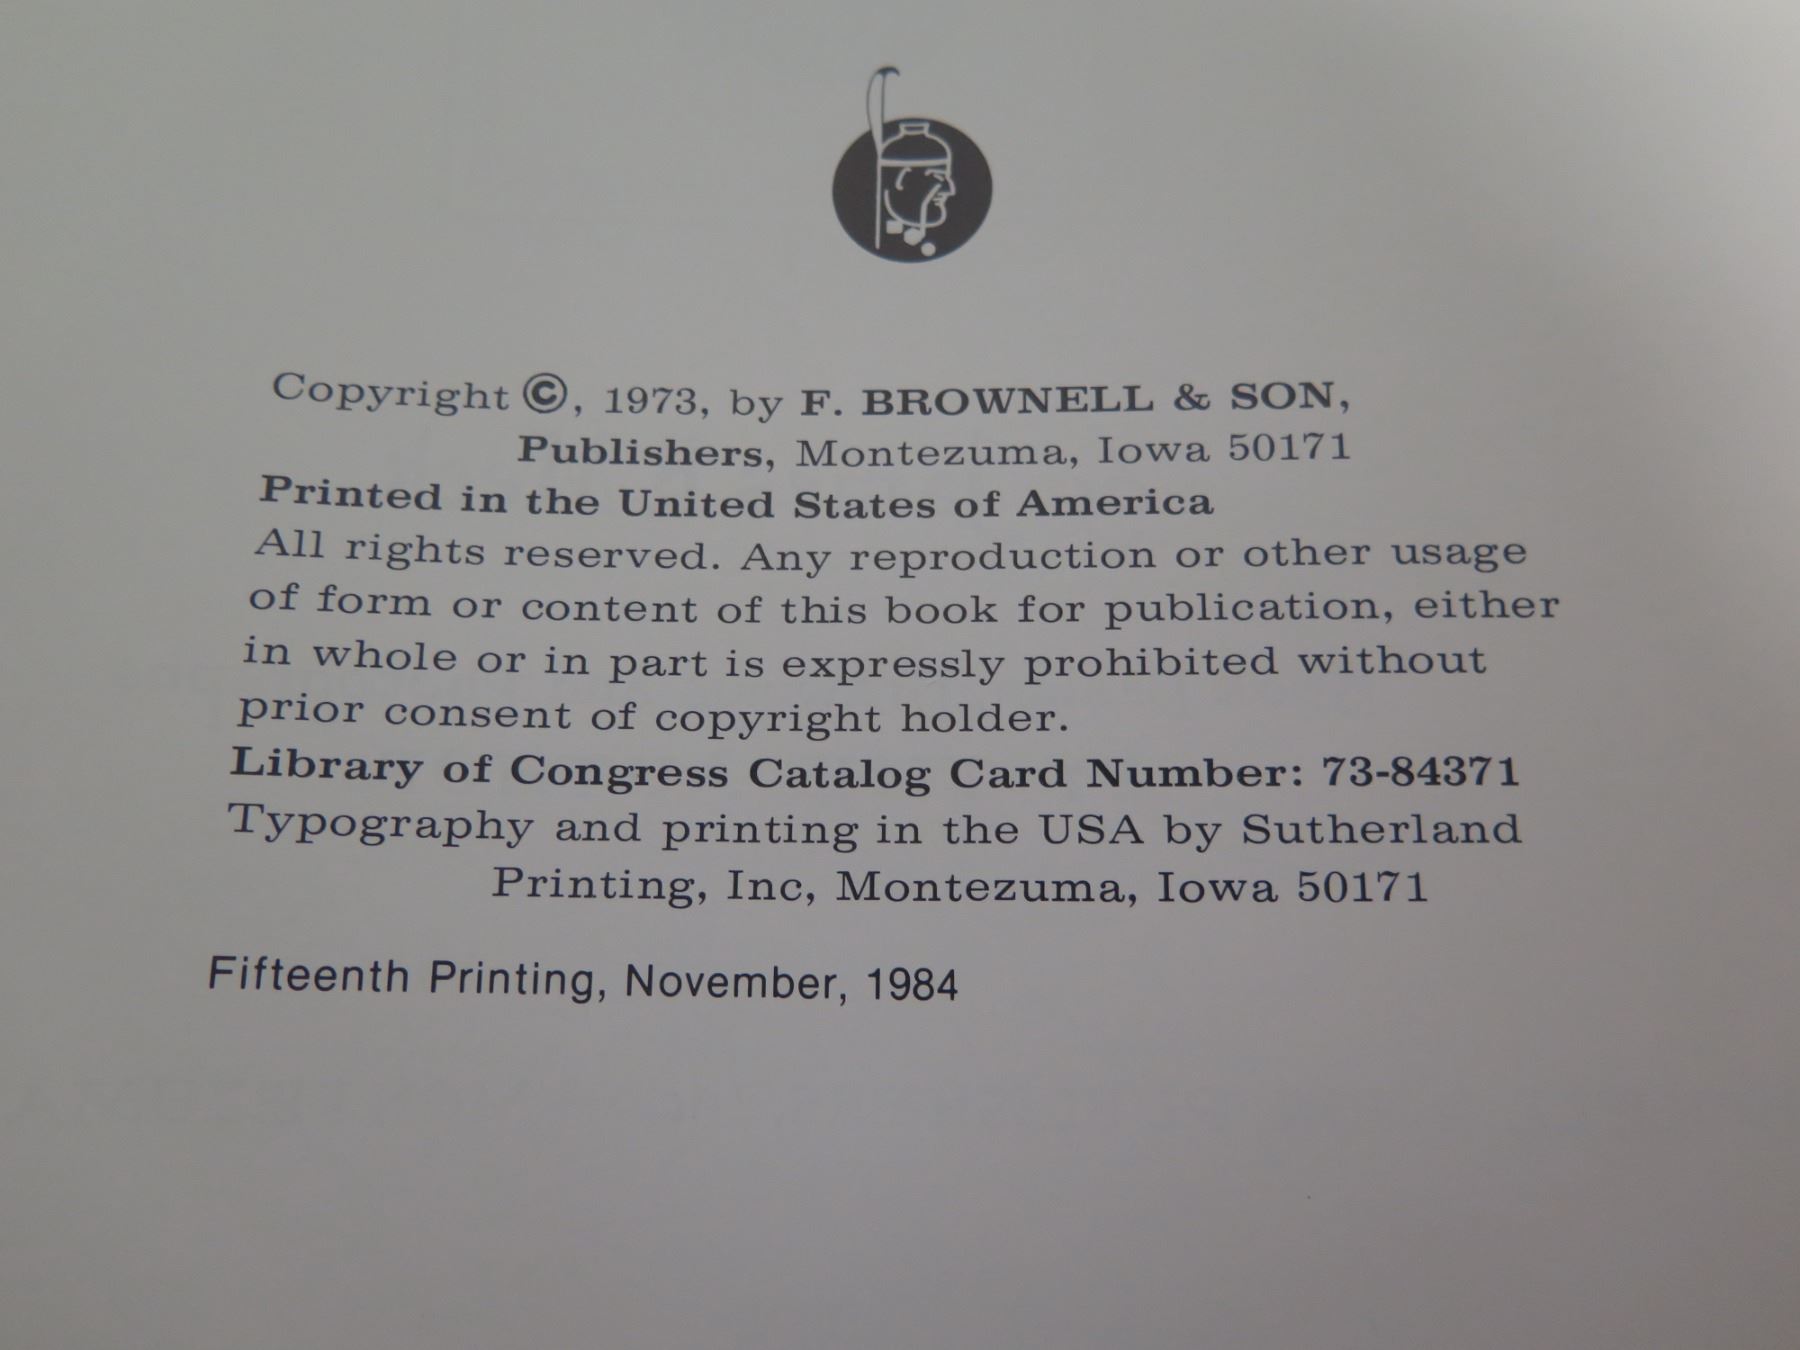 Copyright ©, 1973, by F. BROWNELL & SON,
Publishers, Montezuma, Iowa 50171
Printed in the United States of America
All rights reserved. Any reproduction or other usage
of form or content of this book for publication, either
in whole or in part is expressly prohibited without
prior consent of copyright holder.
Library of Congress Catalog Card Number: 73-84371
Typography and printing in the USA by Sutherland
Printing, Inc, Montezuma, Iowa 50171
Fifteenth Printing, November, 1984